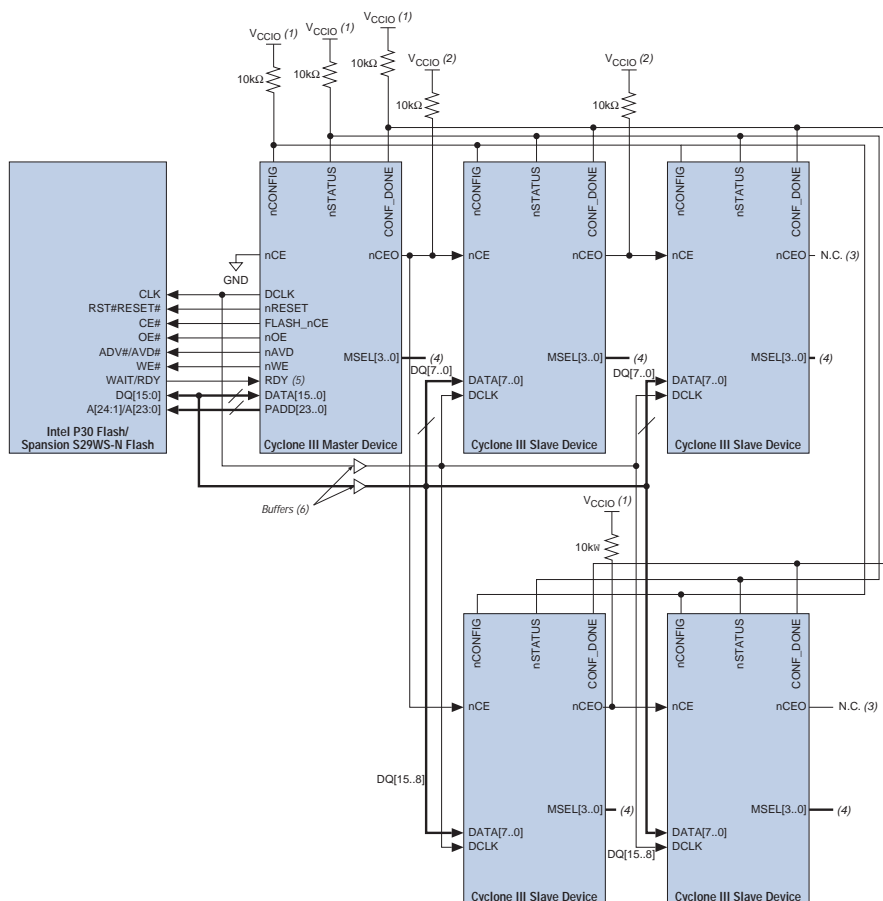 VCCIO (1)
VCCIO (1)
VCCIO (1)
VCCIO (2)
VCCIO (2)
10kΩ
10kΩ
10kΩ
10kΩ
10kΩ
nCONFIG
nSTATUS
CONF_DONE
nCONFIG
nSTATUS
CONF_DONE
nCONFIG
nSTATUS
CONF_DONE
nCE
nCEO
nCE
nCEO
nCE
nCEO
N.C. (3)
GND
CLK
DCLK
RST#RESET#
nRESET
CE#
FLASH_nCE
OE#
nOE
ADV#/AVD#
nAVD
WE#
nWE
WAIT/RDY
RDY (5)
DQ[15:0]
DATA[15..0]
A[24:1]/A[23:0]
PADD[23..0]
MSEL[3..0]
(4)
MSEL[3..0]
(4)
MSEL[3..0]
(4)
DQ[7..0]
DATA[7..0]
DCLK
DQ[7..0]
DATA[7..0]
DCLK
Intel P30 Flash/
Spansion S29WS-N Flash
Cyclone III Master Device
Cyclone III Slave Device
Cyclone III Slave Device
Buffers (6)
VCCIO (1)
10kW
nCONFIG
nSTATUS
CONF_DONE
nCONFIG
nSTATUS
CONF_DONE
nCE
nCEO
nCE
nCEO
N.C. (3)
DQ[15..8]
MSEL[3..0]
(4)
MSEL[3..0]
(4)
DATA[7..0]
DCLK
DQ[15..8]
DATA[7..0]
DCLK
Cyclone III Slave Device
Cyclone III Slave Device